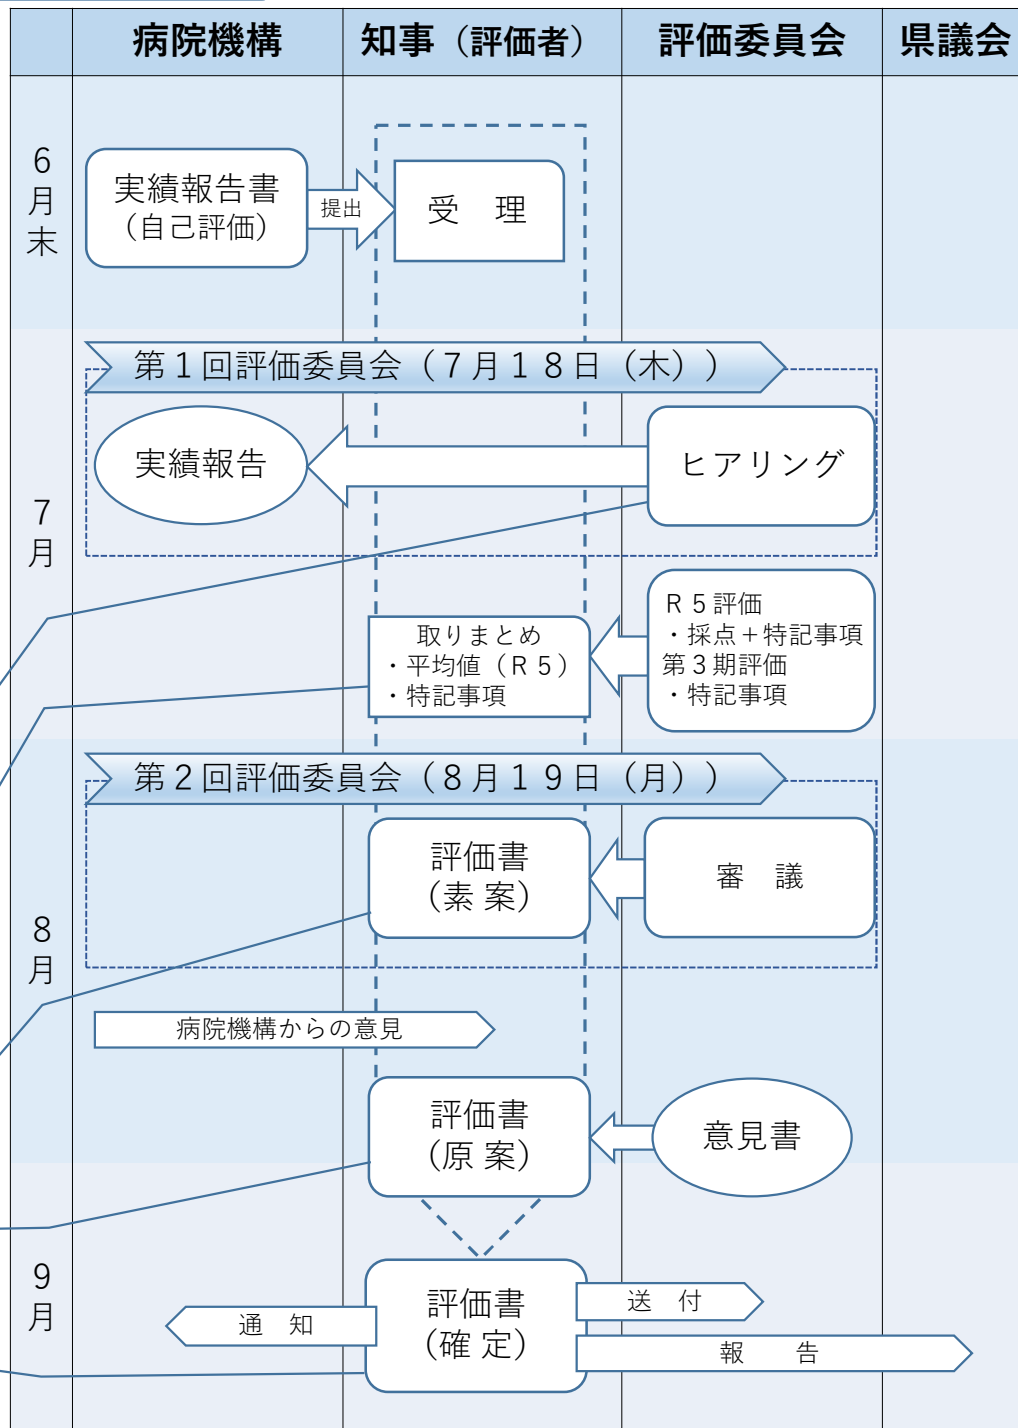 病院機構
知事（評価者）
評価委員会
県議会
6月末
実績報告書
（自己評価）
提出
受　理
7月
第１回評価委員会（７月１８日（木））
実績報告
ヒアリング
取りまとめ
・平均値（Ｒ５）
・特記事項
Ｒ５評価
・採点＋特記事項
第３期評価
・特記事項
8月
第２回評価委員会（８月１９日（月））
評価書
（素 案）
審　議
病院機構からの意見
評価書
（原 案）
意見書
9月
評価書
（確 定）
通　知
送　付
報　　告